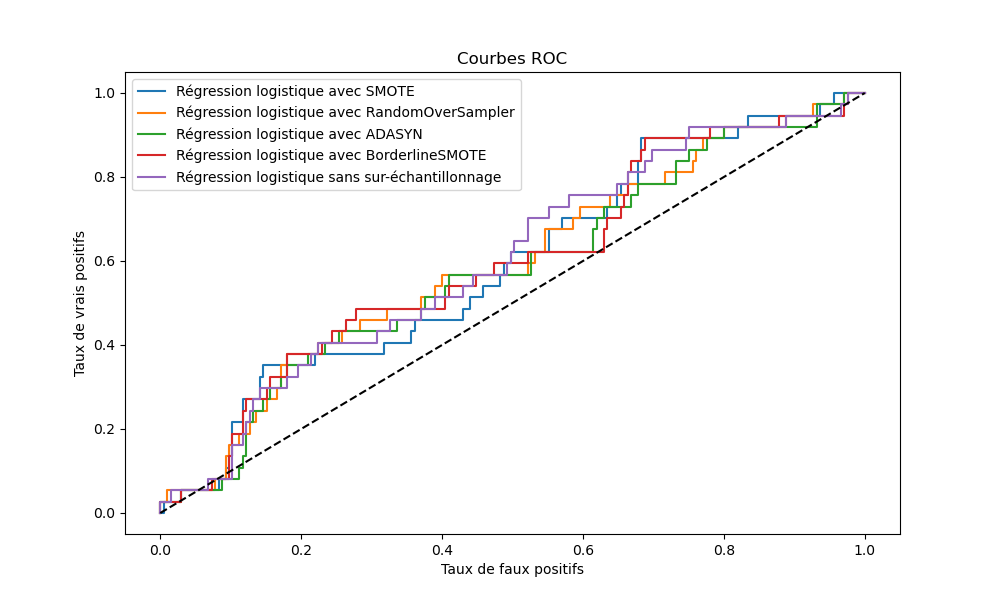 Courbes ROC
Régression logistique avec SMOTE
Régression logistique avec RandomOverSampler
Régression logistique avec ADASYN
Régression logistique avec BorderlineSMOTE
Régression logistique sans sur-échantillonnage
Taux de vrais positifs
1.0
0.8
0.6
0.4
0.2
0.0
0.0 0.2 0.4 0.6 0.8 1.0
Taux de faux positifs